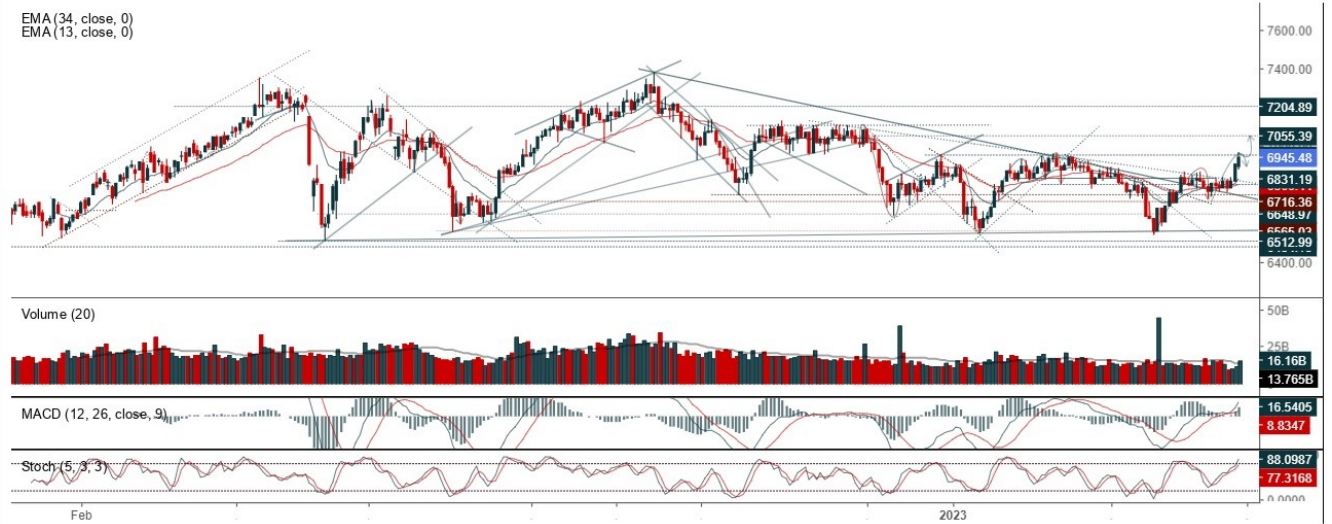 EMA (34, close, 0)
EMA (13, close, 0)
7600.00
7400.00
7204.89
7055.39
6945.48
6831.19
6716.36
6648.97
6565.02
6512.99
6400.00
Volume (20)
50B
25B
16.16B
13.765B
MACD (12, 26, close, 9)
16.5405
8.8347
Stoch (5, 3, 3)
88.0987
77.3168
0.0000
Feb
2023